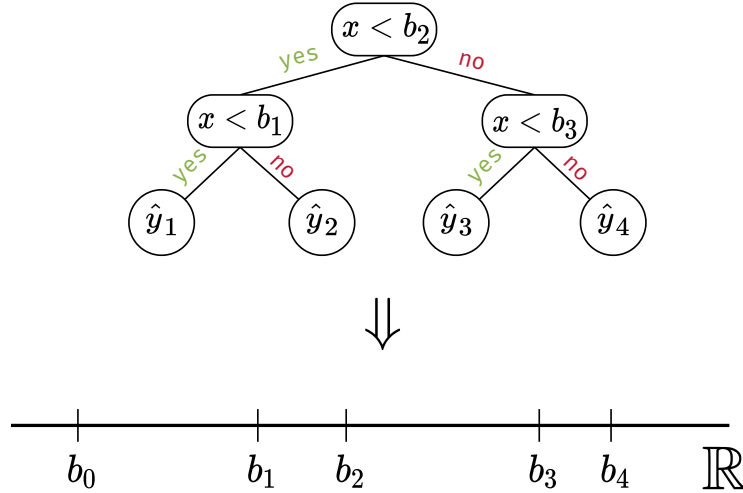 x < b₂
yes no
x < b₁ x < b₃
yes no yes no
ŷ₁ ŷ₂ ŷ₃ ŷ₄
⇓
b₀ b₁ b₂ b₃ b₄ ℝ